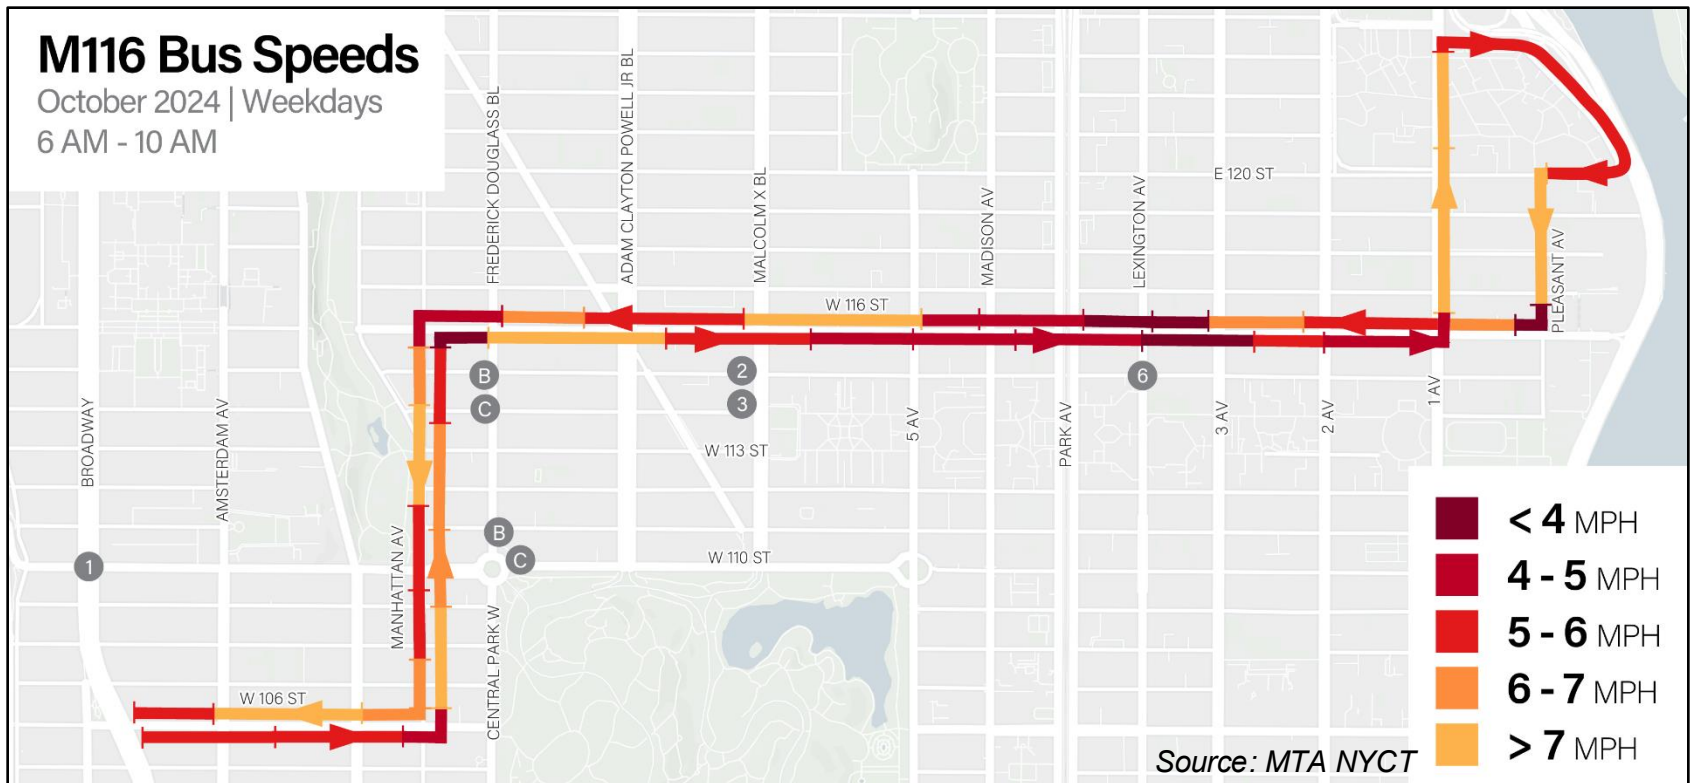 M116 Bus Speeds
October 2024 | Weekdays
6 AM - 10 AM
FREDERICK DOUGLASS BL
ADAM CLAYTON POWELL JR BL
MALCOLM X BL
MADISON AV
LEXINGTON AV
E 120 ST
PLEASANT AV
W 116 ST
B
C
2
3
6
BROADWAY
AMSTERDAM AV
5 AV
PARK AV
3 AV
2 AV
1 AV
W 113 ST
MANHATTAN AV
B
C
1
W 110 ST
CENTRAL PARK W
W 106 ST
< 4 MPH
4 - 5 MPH
5 - 6 MPH
6 - 7 MPH
> 7 MPH
Source: MTA NYCT